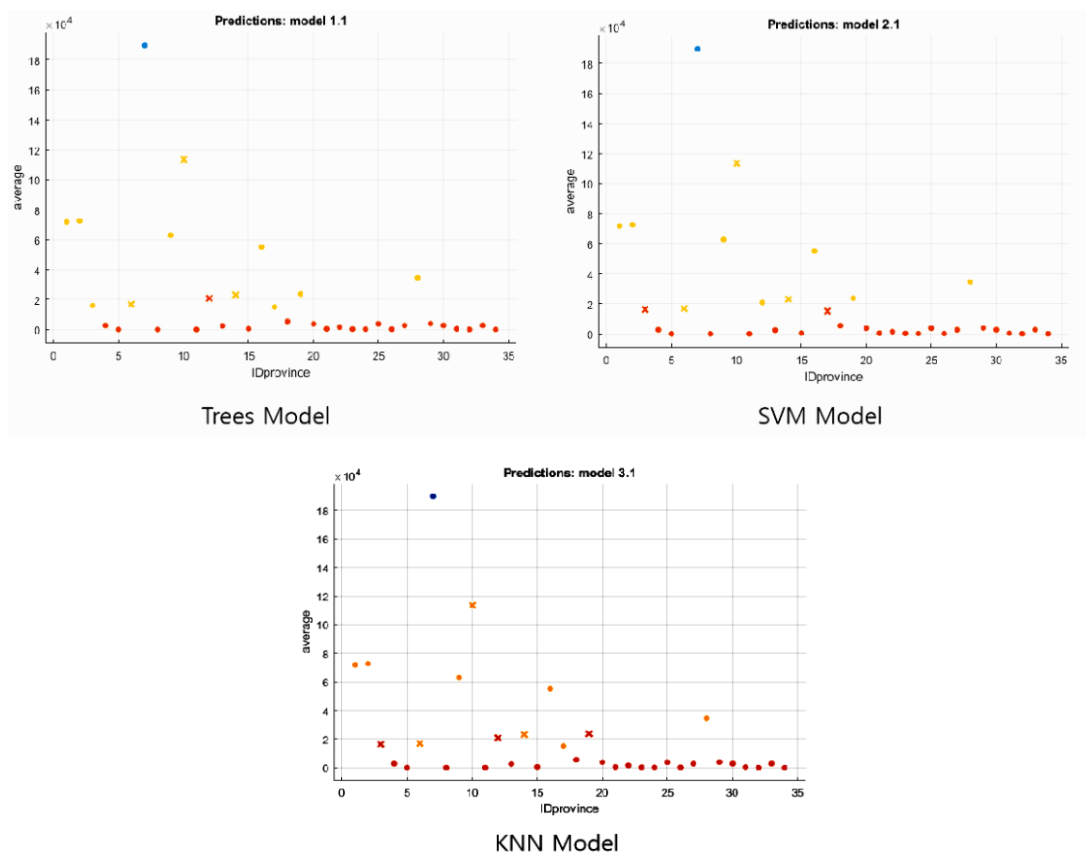 Predictions: model 1.1
×10⁴
18
16
14
12
10
8
6
4
2
0
average
0 5 10 15 20 25 30 35
IDprovince
Trees Model
Predictions: model 2.1
×10⁴
18
16
14
12
10
8
6
4
2
0
average
0 5 10 15 20 25 30 35
IDprovince
SVM Model
Predictions: model 3.1
×10⁴
18
16
14
12
10
8
6
4
2
0
average
0 5 10 15 20 25 30 35
IDprovince
KNN Model